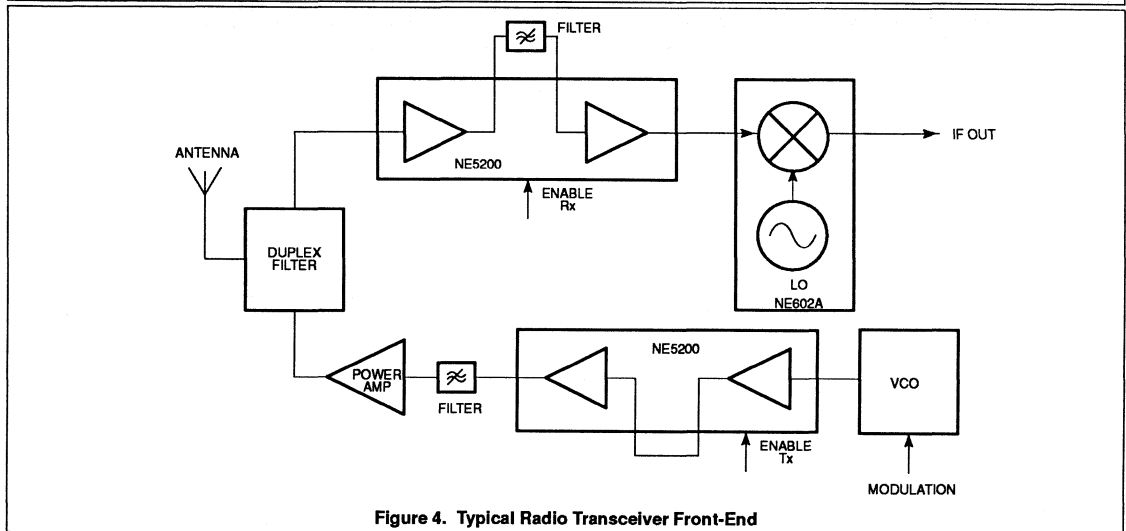 FILTER
ANTENNA
NE5200
ENABLE
Rx
IF OUT
DUPLEX
FILTER
LO
NE602A
POWER
AMP
FILTER
NE5200
ENABLE
Tx
VCO
MODULATION
Figure 4. Typical Radio Transceiver Front-End